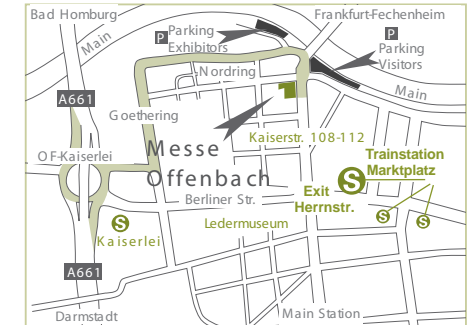 Bad Homburg
Frankfurt-Fechenheim
Main
P Parking
Exhibitors
P
Parking
Visitors
Nordring
A661
Main
Goethering
Kaiserstr. 108-112
Messe
Offenbach
OF-Kaiserlei
Trainstation
Marktplatz
S
Exit
Herrnstr.
Berliner Str.
S
Kaiserlei
Ledermuseum
S
S
A661
Darmstadt
Main Station